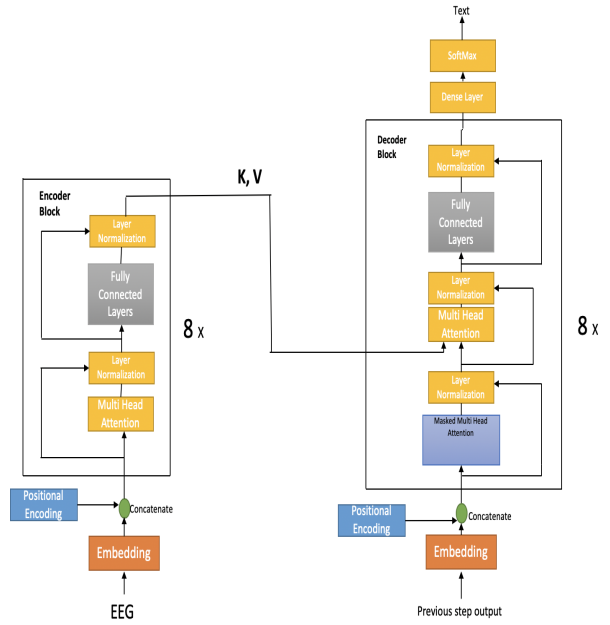 Text
SoftMax
Dense Layer
Decoder
Block
Layer
Normalization
Fully
Connected
Layers
Layer
Normalization
Multi Head
Attention
Layer
Normalization
Masked Multi Head
Attention
8 x
Positional
Encoding
Concatenate
Embedding
Previous step output
K, V
Encoder
Block
Layer
Normalization
Fully
Connected
Layers
Layer
Normalization
Multi Head
Attention
8 x
Positional
Encoding
Concatenate
Embedding
EEG